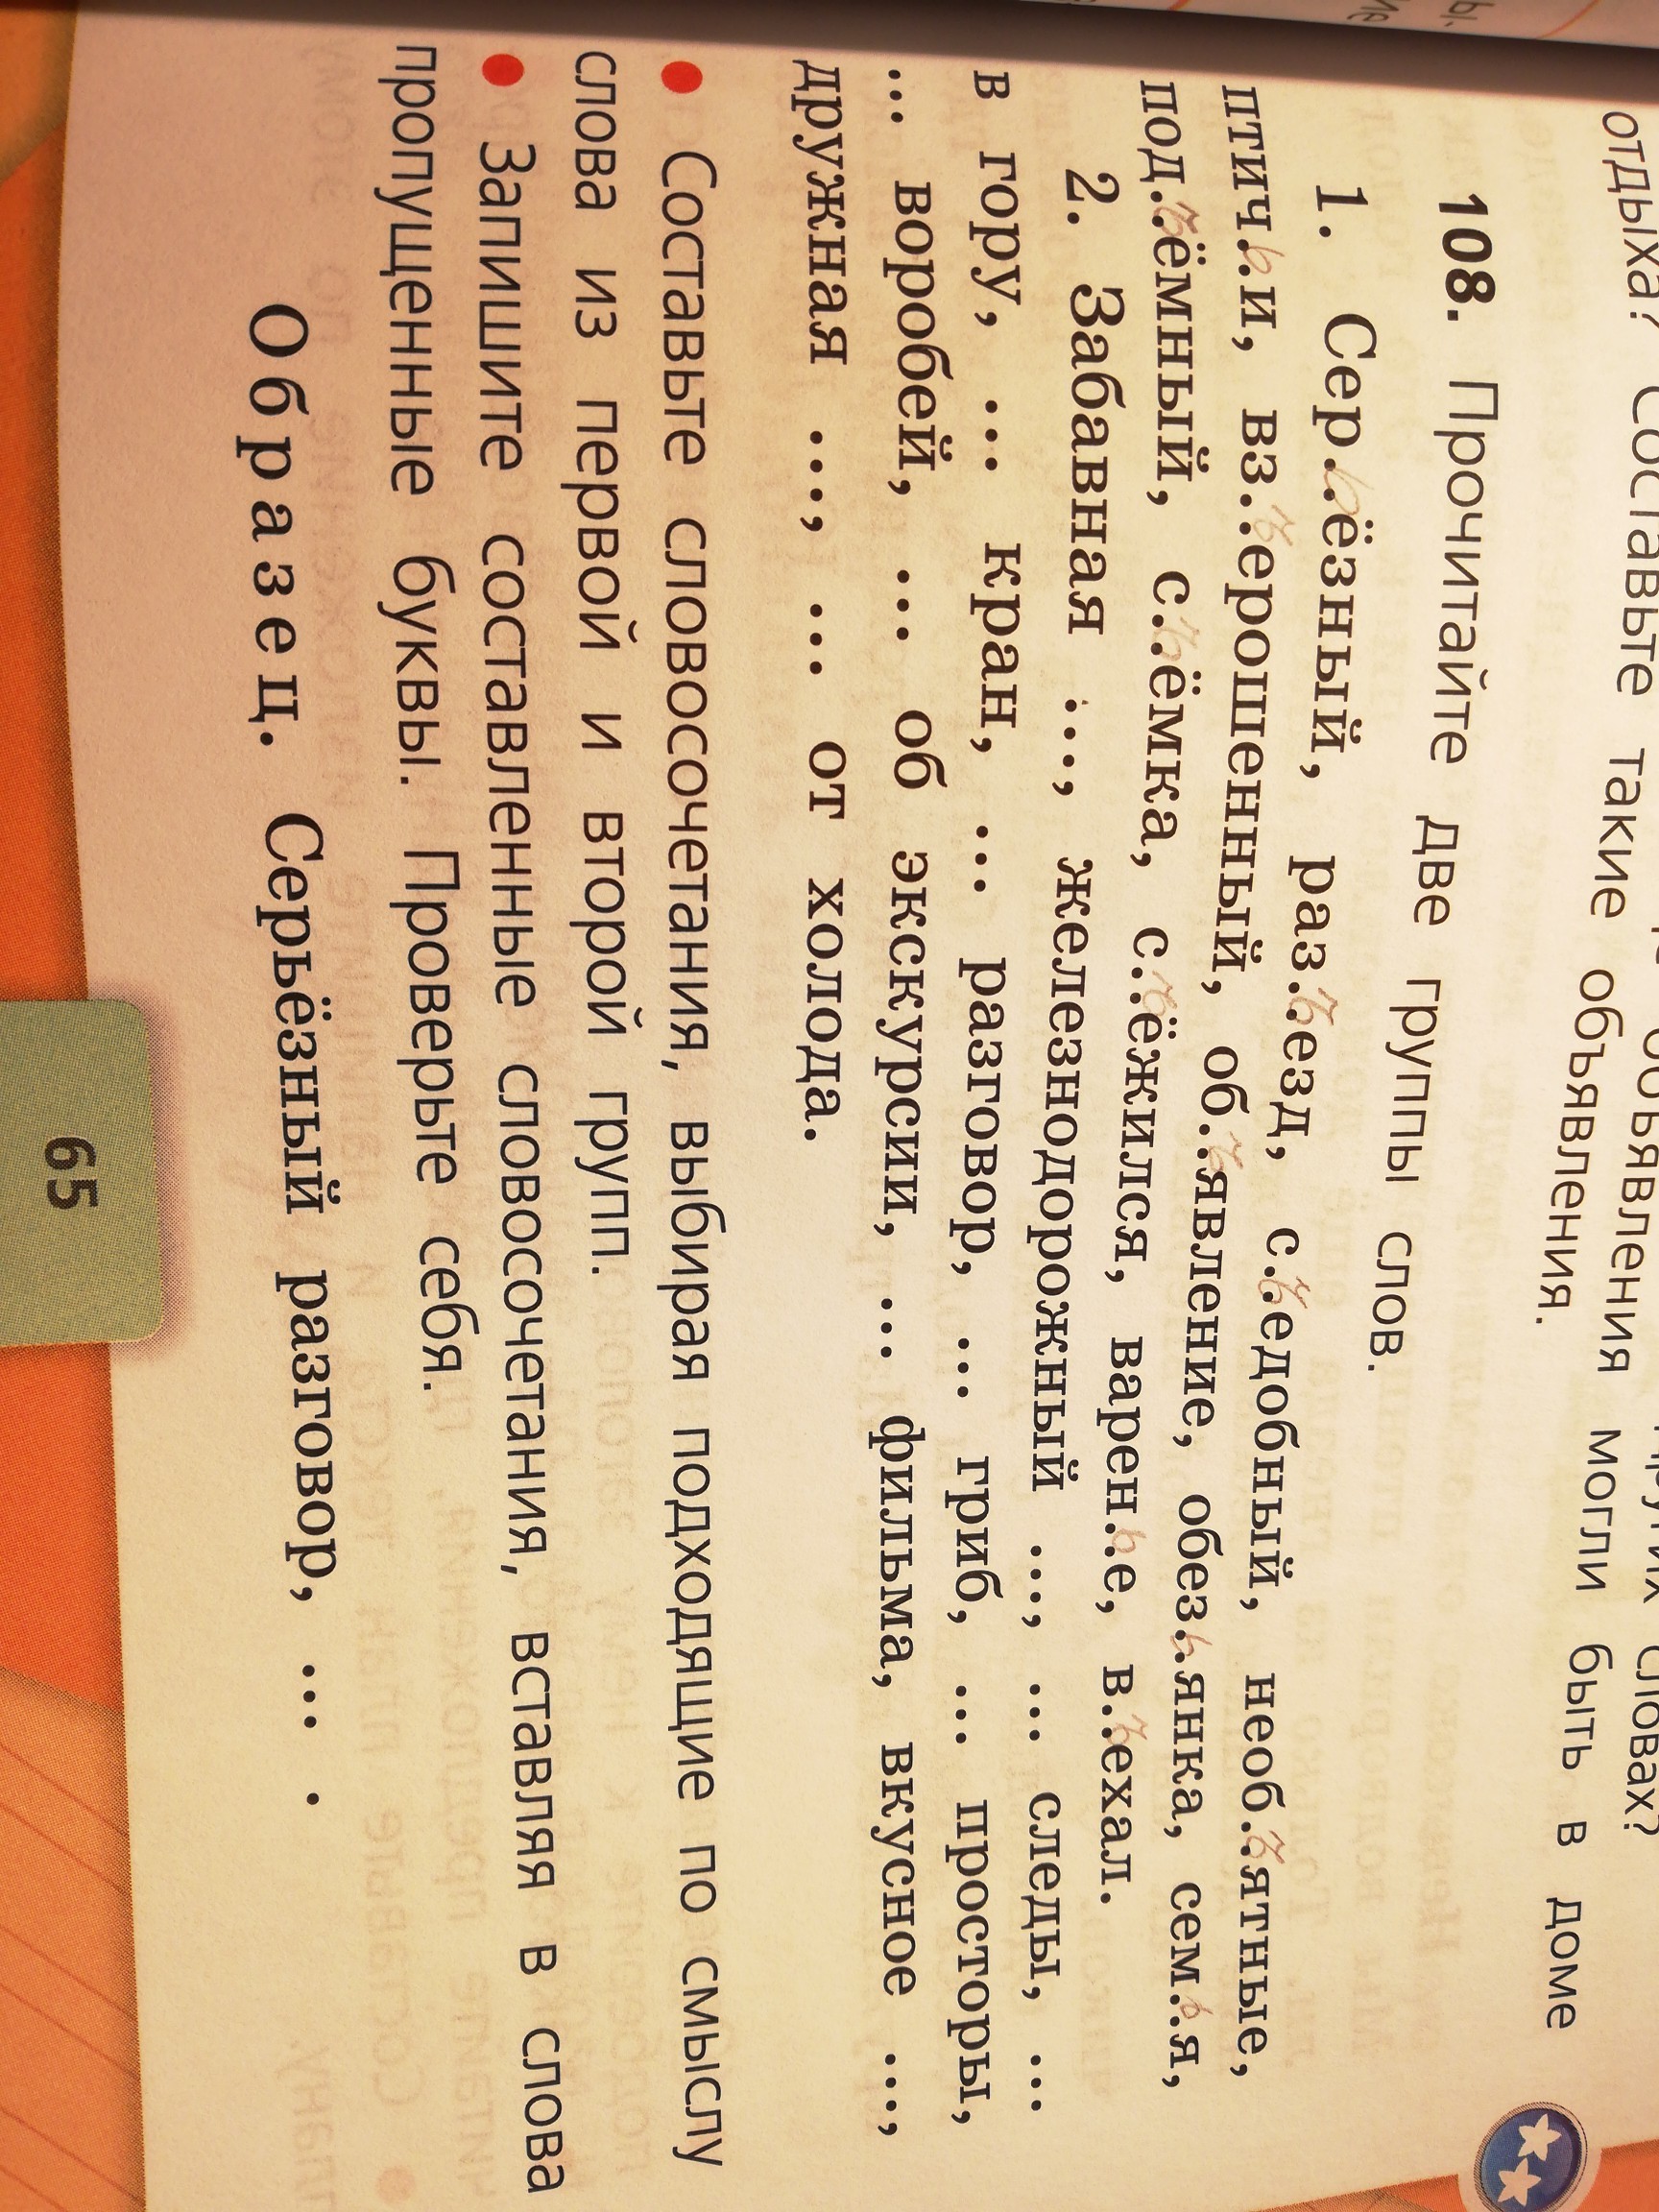 отдыха? Составьте такие объявления могли быть в доме
объявления.
108. Прочитайте две группы слов.
1. Сер..ёзный, раз..езд, с..едобный, необ..ятные,
птич..и, вз..ерошенный, об..явление, обез..янка, сем..я,
под..ёмный, с..ёмка, с..ёжился, варен..е, в..ехал.
2. Забавная ..., железнодорожный ..., ... следы, ...
в гору, ... кран, ... разговор, ... гриб, ... просторы,
... воробей, ... об экскурсии, ... фильма, вкусное ...,
дружная ..., ... от холода.
● Составьте словосочетания, выбирая подходящие по смыслу
слова из первой и второй групп.
● Запишите составленные словосочетания, вставляя в слова
пропущенные буквы. Проверьте себя.
Образец. Серьёзный разговор, ... .
65